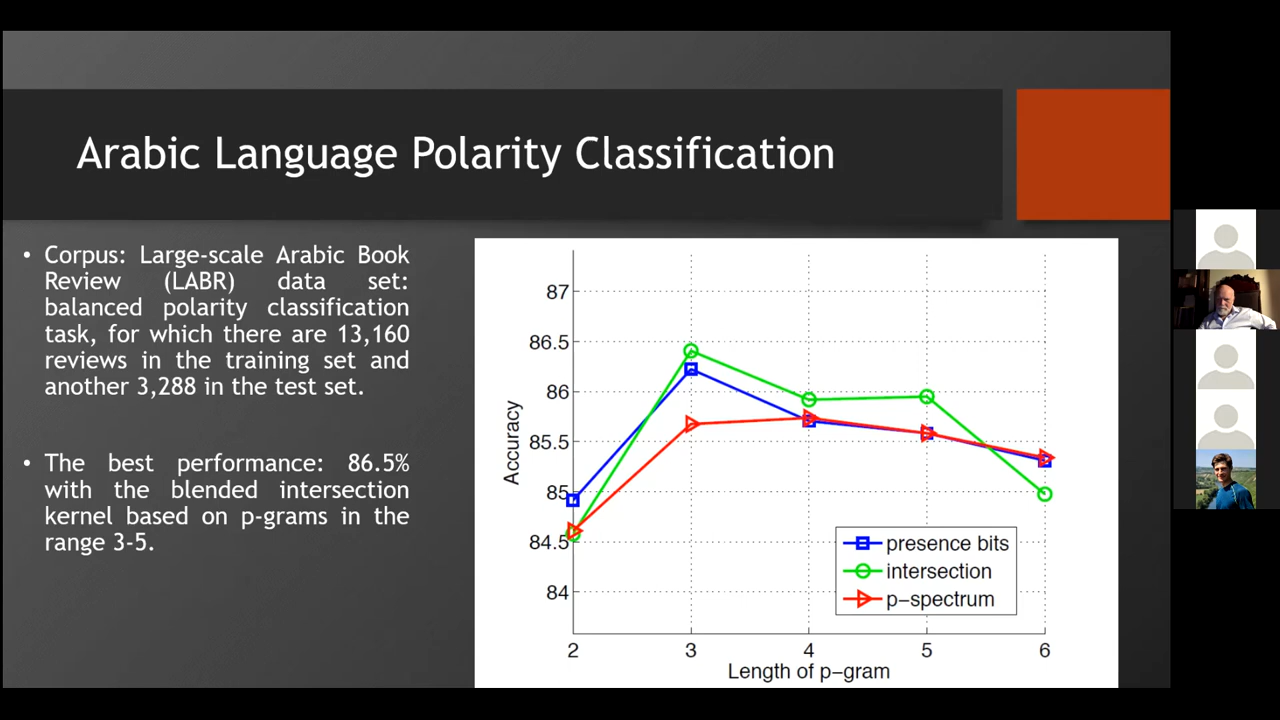 Arabic Language Polarity Classification
• Corpus: Large-scale Arabic Book
Review (LABR) data set:
balanced polarity classification
task, for which there are 13,160
reviews in the training set and
another 3,288 in the test set.
• The best performance: 86.5%
with the blended intersection
kernel based on p-grams in the
range 3-5.
Accuracy
87
86.5
86
85.5
85
84.5
84
presence bits
intersection
p−spectrum
2 3 4 5 6
Length of p−gram